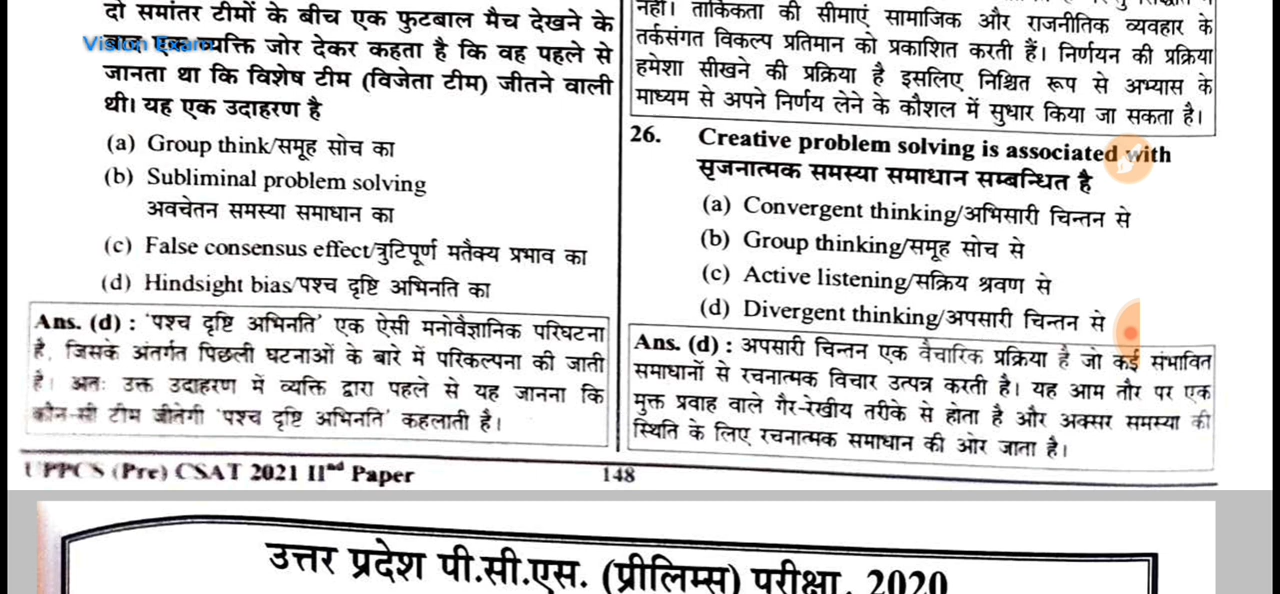 दो समांतर टीमों के बीच एक फुटबाल मैच देखने के
Vision Exam
व्यक्ति जोर देकर कहता है कि वह पहले से
जानता था कि विशेष टीम (विजेता टीम) जीतने वाली
थी। यह एक उदाहरण है
(a) Group think/समूह सोच का
(b) Subliminal problem solving
अवचेतन समस्या समाधान का
(c) False consensus effect/त्रुटिपूर्ण मतैक्य प्रभाव का
(d) Hindsight bias/पश्च दृष्टि अभिनति का
Ans. (d) : 'पश्च दृष्टि अभिनति' एक ऐसी मनोवैज्ञानिक परिघटना
है, जिसके अंतर्गत पिछली घटनाओं के बारे में परिकल्पना की जाती
है। अतः उक्त उदाहरण में व्यक्ति द्वारा पहले से यह जानना कि
कौन-सी टीम जीतेगी 'पश्च दृष्टि अभिनति' कहलाती है।
नहीं। तार्किकता की सीमाएं सामाजिक और राजनीतिक व्यवहार के
तर्कसंगत विकल्प प्रतिमान को प्रकाशित करती हैं। निर्णयन की प्रक्रिया
हमेशा सीखने की प्रक्रिया है इसलिए निश्चित रूप से अभ्यास के
माध्यम से अपने निर्णय लेने के कौशल में सुधार किया जा सकता है।
26. Creative problem solving is associated with
सृजनात्मक समस्या समाधान सम्बन्धित है
(a) Convergent thinking/अभिसारी चिन्तन से
(b) Group thinking/समूह सोच से
(c) Active listening/सक्रिय श्रवण से
(d) Divergent thinking/अपसारी चिन्तन से
Ans. (d) : अपसारी चिन्तन एक वैचारिक प्रक्रिया है जो कई संभावित
समाधानों से रचनात्मक विचार उत्पन्न करती है। यह आम तौर पर एक
मुक्त प्रवाह वाले गैर-रेखीय तरीके से होता है और अक्सर समस्या की
स्थिति के लिए रचनात्मक समाधान की ओर जाता है।
UPPCS (Pre) CSAT 2021 IInd Paper
148
उत्तर प्रदेश पी.सी.एस. (प्रीलिम्स) परीक्षा, 2020